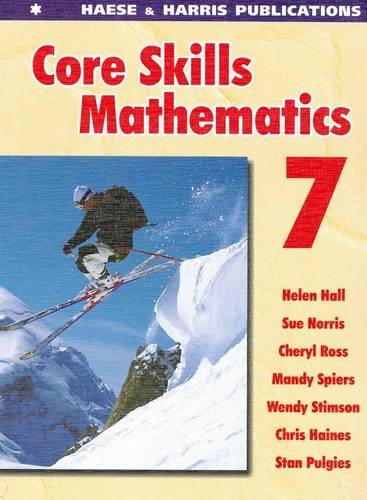 * HAESE & HARRIS PUBLICATIONS
Core Skills
Mathematics
7
Helen Hall
Sue Norris
Cheryl Ross
Mandy Spiers
Wendy Stimson
Chris Haines
Stan Pulgies